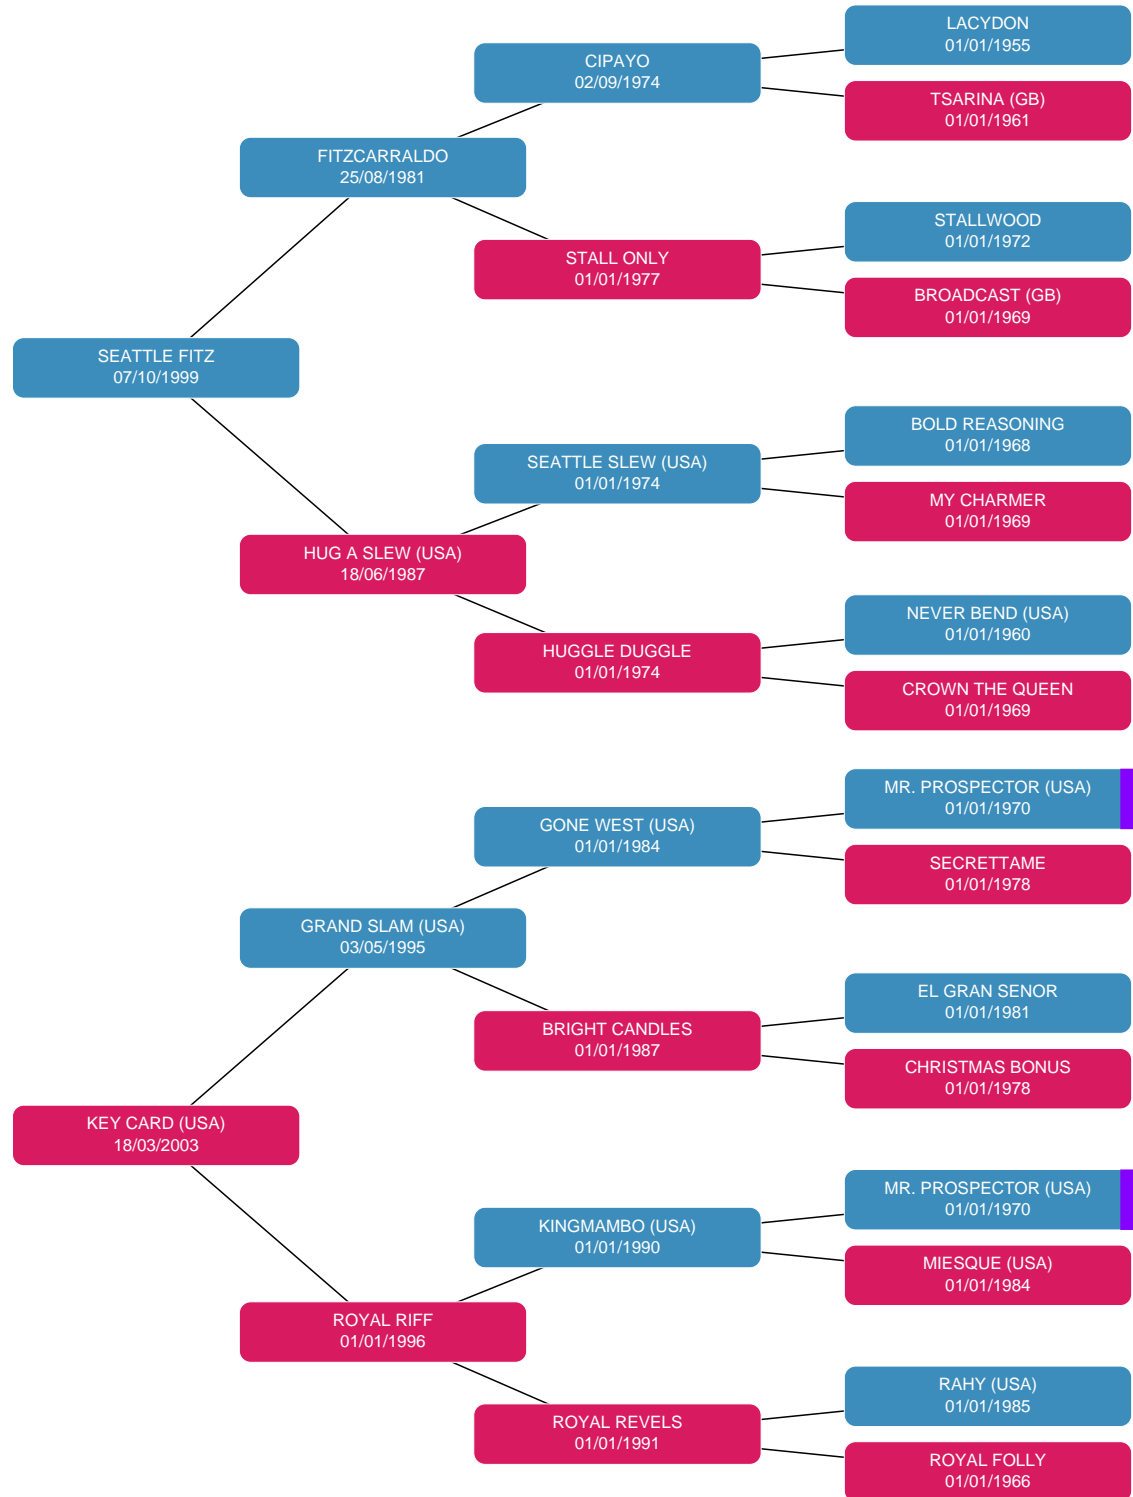 LACYDON
01/01/1955
CIPAYO
02/09/1974
TSARINA (GB)
01/01/1961
FITZCARRALDO
25/08/1981
STALLWOOD
01/01/1972
STALL ONLY
01/01/1977
BROADCAST (GB)
01/01/1969
SEATTLE FITZ
07/10/1999
BOLD REASONING
01/01/1968
SEATTLE SLEW (USA)
01/01/1974
MY CHARMER
01/01/1969
HUG A SLEW (USA)
18/06/1987
NEVER BEND (USA)
01/01/1960
HUGGLE DUGGLE
01/01/1974
CROWN THE QUEEN
01/01/1969
MR. PROSPECTOR (USA)
01/01/1970
GONE WEST (USA)
01/01/1984
SECRETTAME
01/01/1978
GRAND SLAM (USA)
03/05/1995
EL GRAN SENOR
01/01/1981
BRIGHT CANDLES
01/01/1987
CHRISTMAS BONUS
01/01/1978
KEY CARD (USA)
18/03/2003
MR. PROSPECTOR (USA)
01/01/1970
KINGMAMBO (USA)
01/01/1990
MIESQUE (USA)
01/01/1984
ROYAL RIFF
01/01/1996
RAHY (USA)
01/01/1985
ROYAL REVELS
01/01/1991
ROYAL FOLLY
01/01/1966